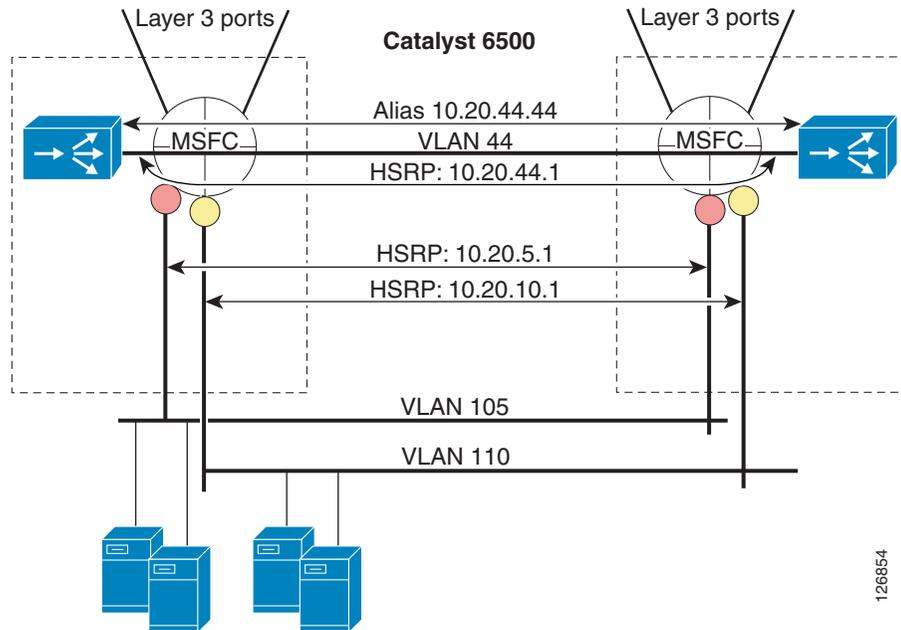 Layer 3 ports
Layer 3 ports
Catalyst 6500
Alias 10.20.44.44
MSFC
VLAN 44
MSFC
HSRP: 10.20.44.1
HSRP: 10.20.5.1
HSRP: 10.20.10.1
VLAN 105
VLAN 110
126854